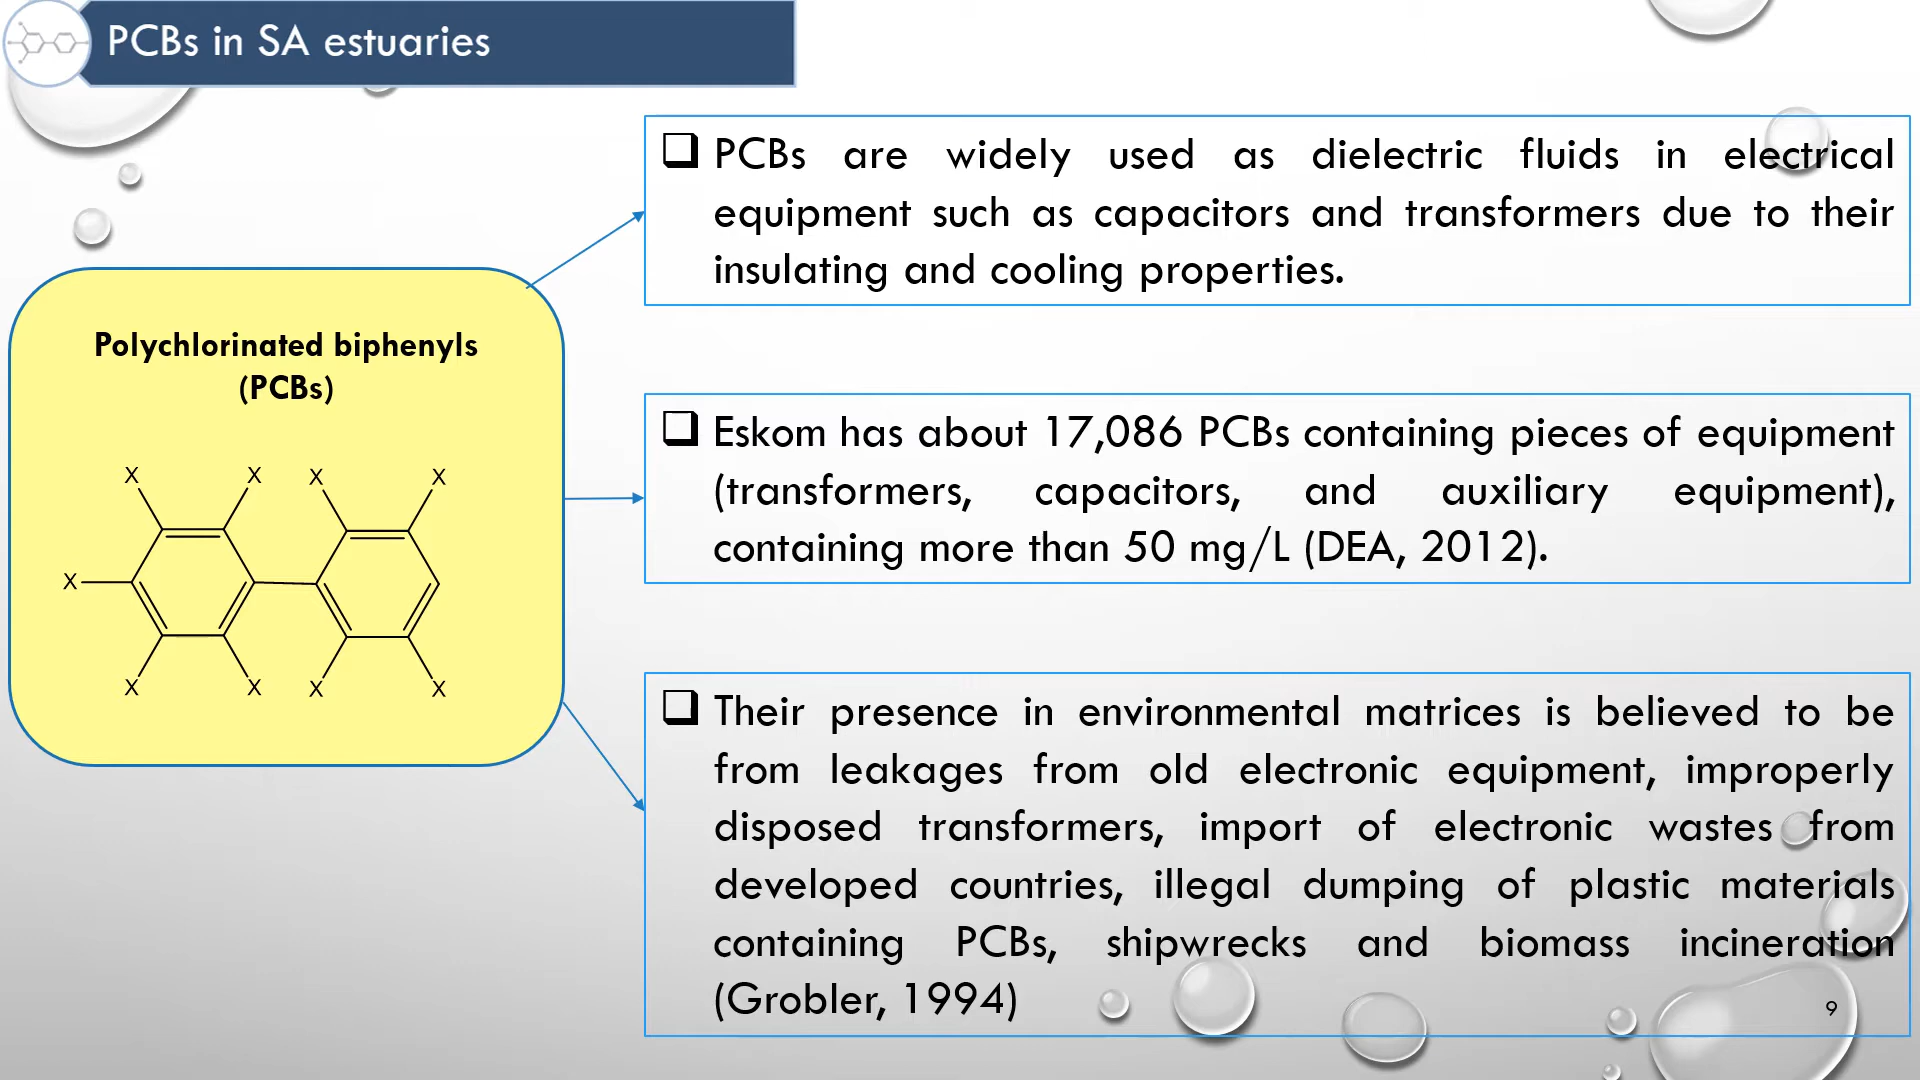 PCBs in SA estuaries
Polychlorinated biphenyls
(PCBs)
X X X X
X
X X X X
❑ PCBs are widely used as dielectric fluids in electrical
equipment such as capacitors and transformers due to their
insulating and cooling properties.
❑ Eskom has about 17,086 PCBs containing pieces of equipment
(transformers, capacitors, and auxiliary equipment),
containing more than 50 mg/L (DEA, 2012).
❑ Their presence in environmental matrices is believed to be
from leakages from old electronic equipment, improperly
disposed transformers, import of electronic wastes from
developed countries, illegal dumping of plastic materials
containing PCBs, shipwrecks and biomass incineration
(Grobler, 1994)
9